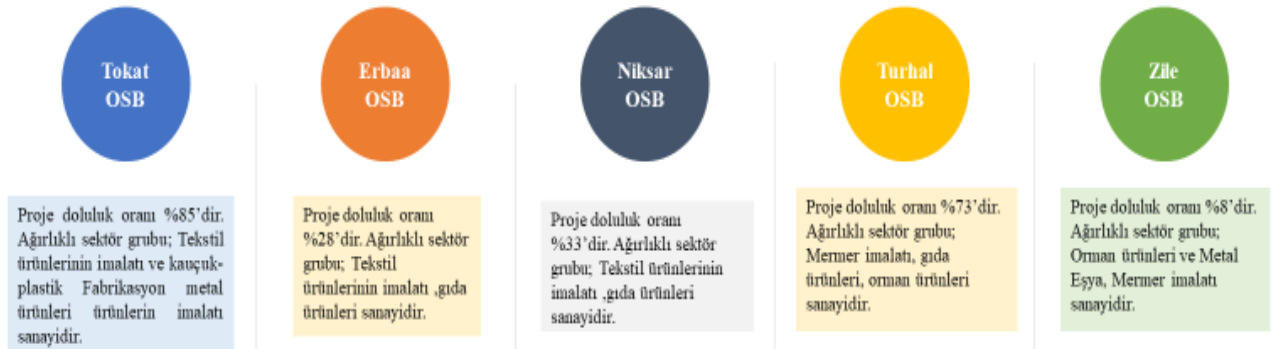 Tokat
OSB
Proje doluluk oranı %85’dir.
Ağırlıklı sektör grubu; Tekstil
ürünlerinin imalatı ve kauçuk-
plastik Fabrikasyon metal
ürünleri ürünlerin imalatı
sanayidir.
Erbaa
OSB
Proje doluluk oranı
%28’dir. Ağırlıklı sektör
grubu; Tekstil
ürünlerinin imalatı ,gıda
ürünleri sanayidir.
Niksar
OSB
Proje doluluk oranı
%33’dir. Ağırlıklı sektör
grubu; Tekstil ürünlerinin
imalatı ,gıda ürünleri
sanayidir.
Turhal
OSB
Proje doluluk oranı %73’dir.
Ağırlıklı sektör grubu;
Mermer imalatı, gıda
ürünleri, orman ürünleri
sanayidir.
Zile
OSB
Proje doluluk oranı %8’dir.
Ağırlıklı sektör grubu;
Orman ürünleri ve Metal
Eşya, Mermer imalatı
sanayidir.